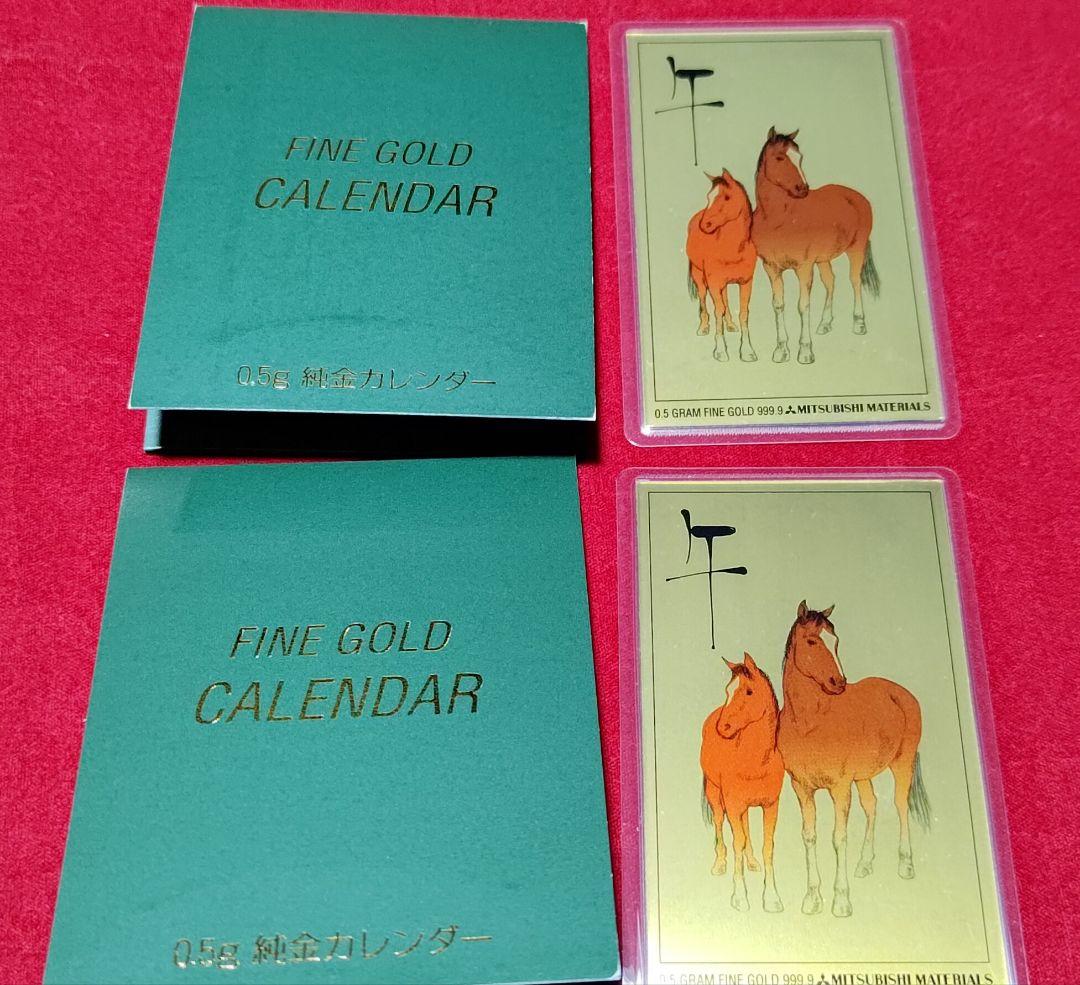 FINE GOLD
CALENDAR
0.5g 純金カレンダー
午
0.5 GRAM FINE GOLD 999.9 MITSUBISHI MATERIALS
FINE GOLD
CALENDAR
0.5g 純金カレンダー
午
0.5 GRAM FINE GOLD 999.9 MITSUBISHI MATERIALS